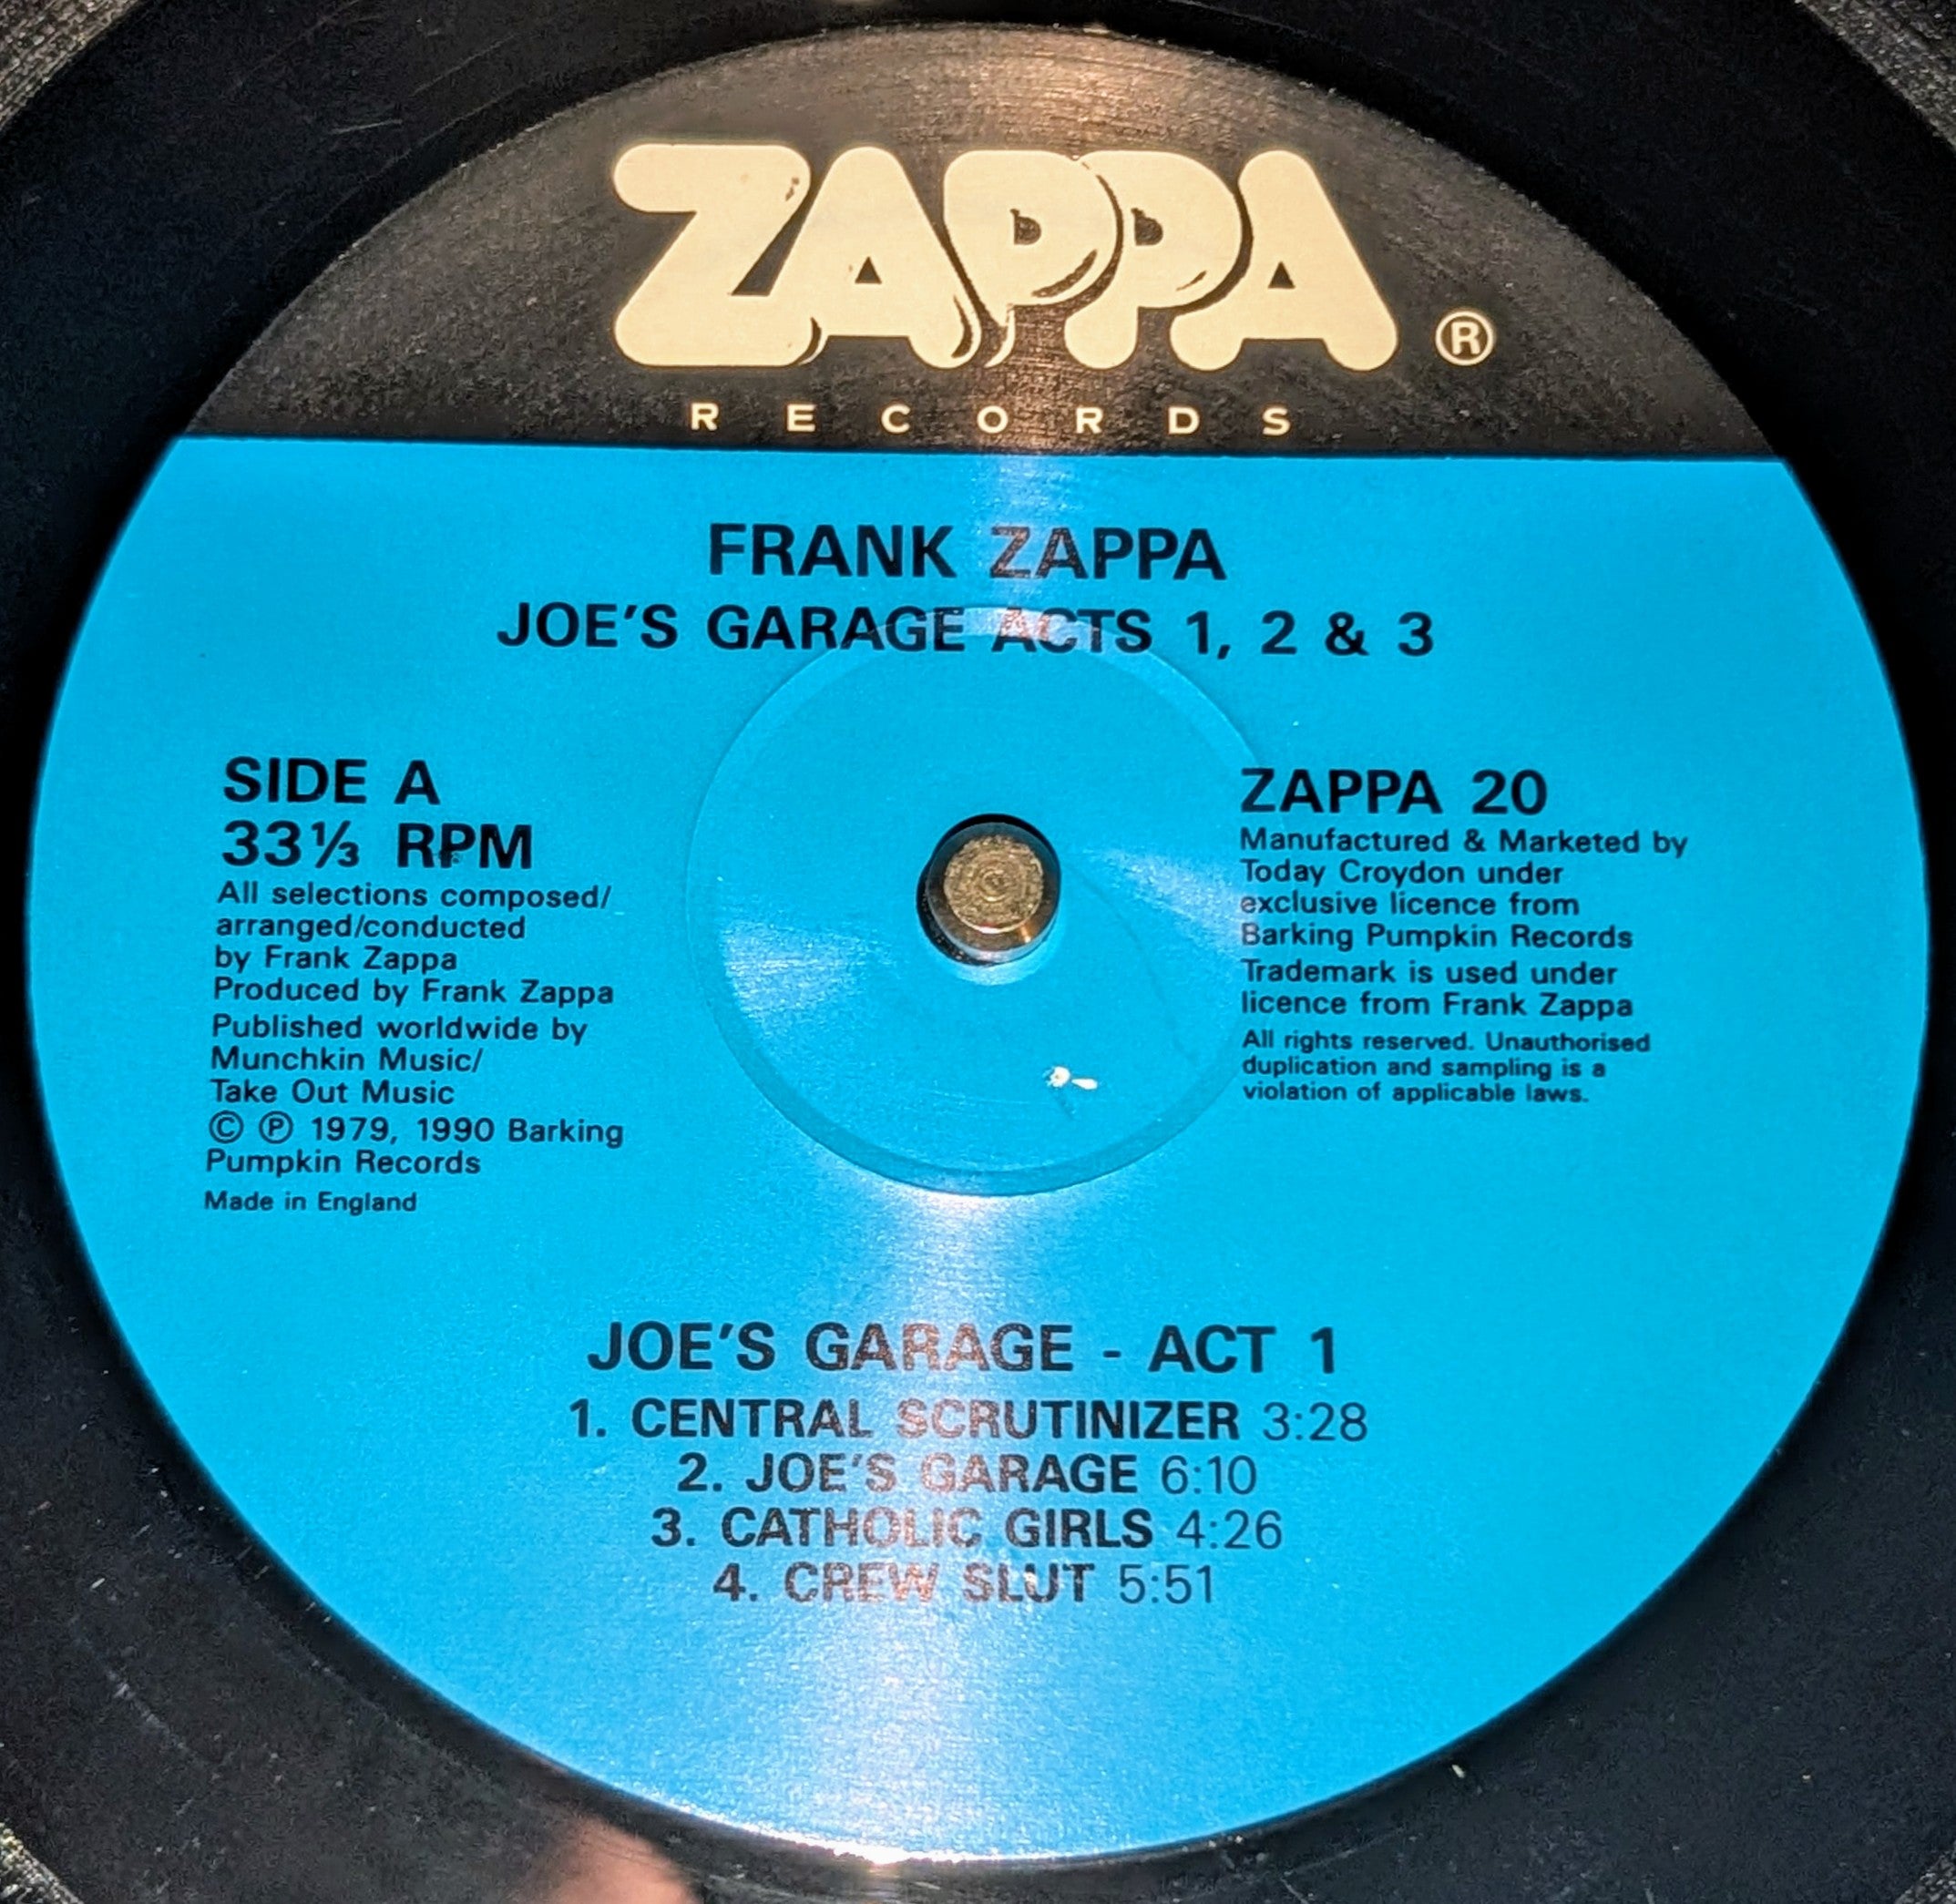 ZAPPA ®
RECORDS
FRANK ZAPPA
JOE'S GARAGE ACTS 1, 2 & 3
SIDE A
33⅓ RPM
All selections composed/
arranged/conducted
by Frank Zappa
Produced by Frank Zappa
Published worldwide by
Munchkin Music/
Take Out Music
© ℗ 1979, 1990 Barking
Pumpkin Records
Made in England
ZAPPA 20
Manufactured & Marketed by
Today Croydon under
exclusive licence from
Barking Pumpkin Records
Trademark is used under
licence from Frank Zappa
All rights reserved. Unauthorised
duplication and sampling is a
violation of applicable laws.
JOE'S GARAGE - ACT 1
1. CENTRAL SCRUTINIZER 3:28
2. JOE'S GARAGE 6:10
3. CATHOLIC GIRLS 4:26
4. CREW SLUT 5:51